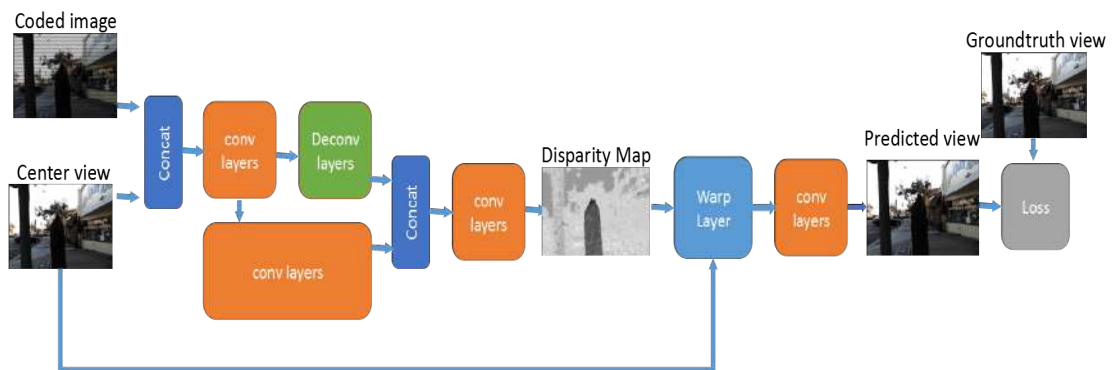 Coded image
Center view
Concat
conv
layers
Deconv
layers
conv layers
Concat
conv
layers
Disparity Map
Warp
Layer
conv
layers
Predicted view
Groundtruth view
Loss